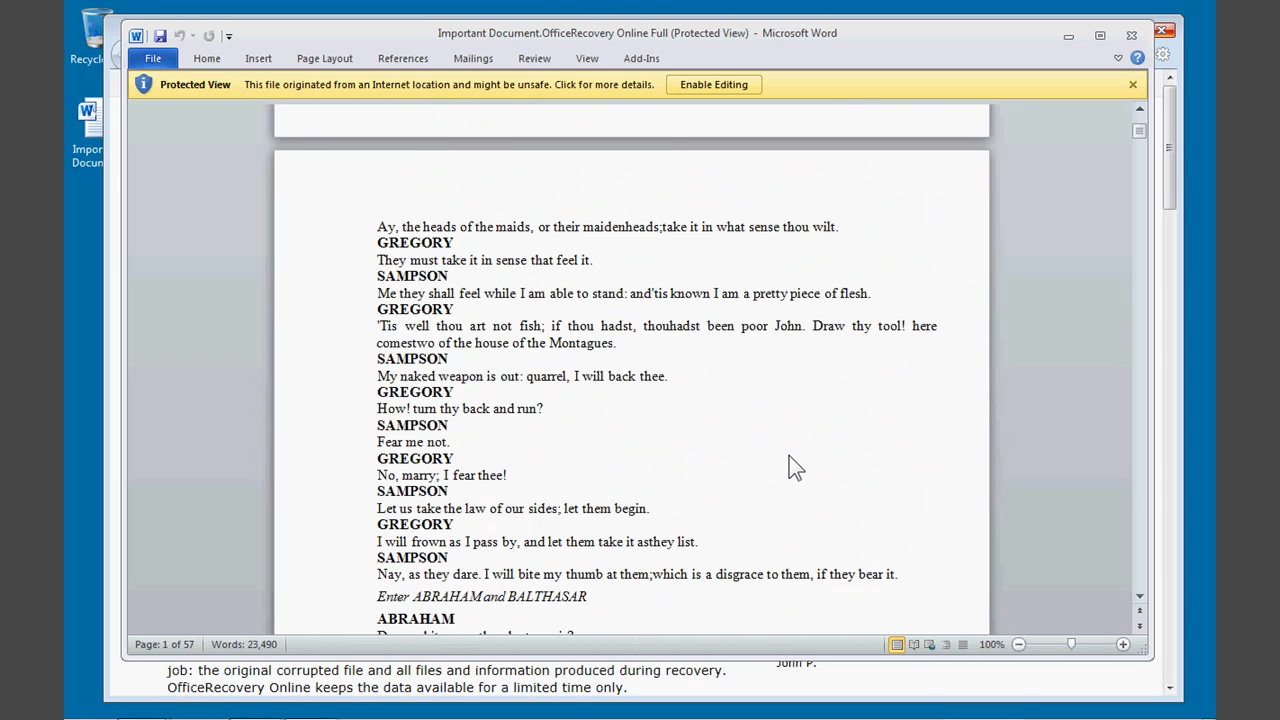 Recycl
Impor
Docum
Important Document.OfficeRecovery Online Full (Protected View) - Microsoft Word
File Home Insert Page Layout References Mailings Review View Add-Ins
Protected View This file originated from an Internet location and might be unsafe. Click for more details. Enable Editing
Ay, the heads of the maids, or their maidenheads;take it in what sense thou wilt.
GREGORY
They must take it in sense that feel it.
SAMPSON
Me they shall feel while I am able to stand: and'tis known I am a pretty piece of flesh.
GREGORY
'Tis well thou art not fish; if thou hadst, thouhadst been poor John. Draw thy tool! here
comestwo of the house of the Montagues.
SAMPSON
My naked weapon is out: quarrel, I will back thee.
GREGORY
How! turn thy back and run?
SAMPSON
Fear me not.
GREGORY
No, marry; I fear thee!
SAMPSON
Let us take the law of our sides; let them begin.
GREGORY
I will frown as I pass by, and let them take it asthey list.
SAMPSON
Nay, as they dare. I will bite my thumb at them;which is a disgrace to them, if they bear it.
Enter ABRAHAM and BALTHASAR
ABRAHAM
Page: 1 of 57 Words: 23,490 100%
John P.
job: the original corrupted file and all files and information produced during recovery.
OfficeRecovery Online keeps the data available for a limited time only.